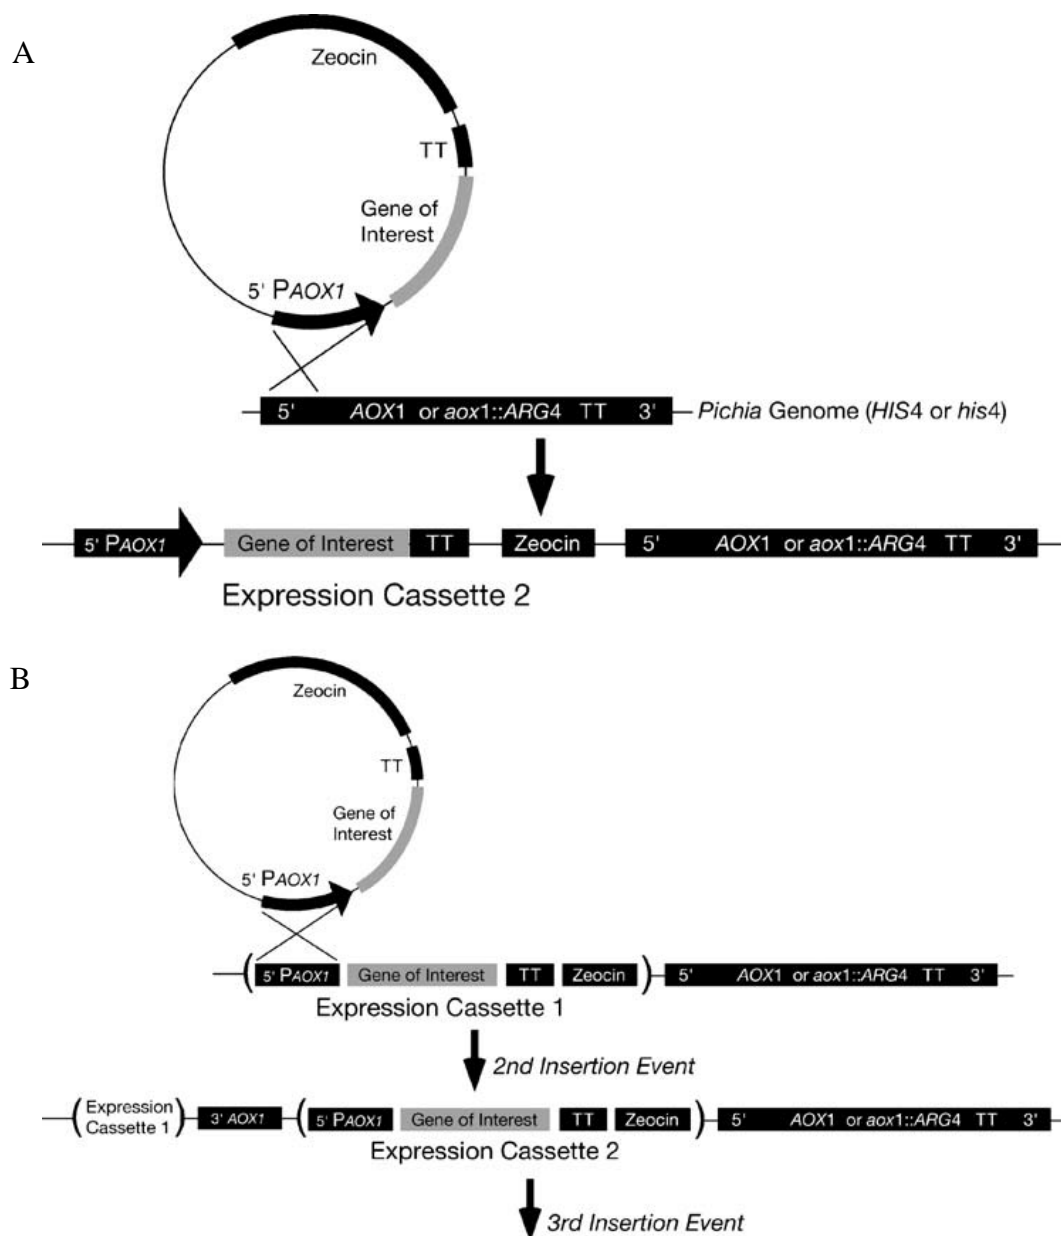 A
Zeocin
TT
Gene of
Interest
5' PAOX1
5' AOX1 or aox1::ARG4 TT 3'
Pichia Genome (HIS4 or his4)
5' PAOX1 Gene of Interest TT Zeocin 5' AOX1 or aox1::ARG4 TT 3'
Expression Cassette 2
B
Zeocin
TT
Gene of
Interest
5' PAOX1
( 5' PAOX1 Gene of Interest TT Zeocin ) 5' AOX1 or aox1::ARG4 TT 3'
Expression Cassette 1
2nd Insertion Event
(Expression
Cassette 1) 3' AOX1 ( 5' PAOX1 Gene of Interest TT Zeocin ) 5' AOX1 or aox1::ARG4 TT 3'
Expression Cassette 2
3rd Insertion Event